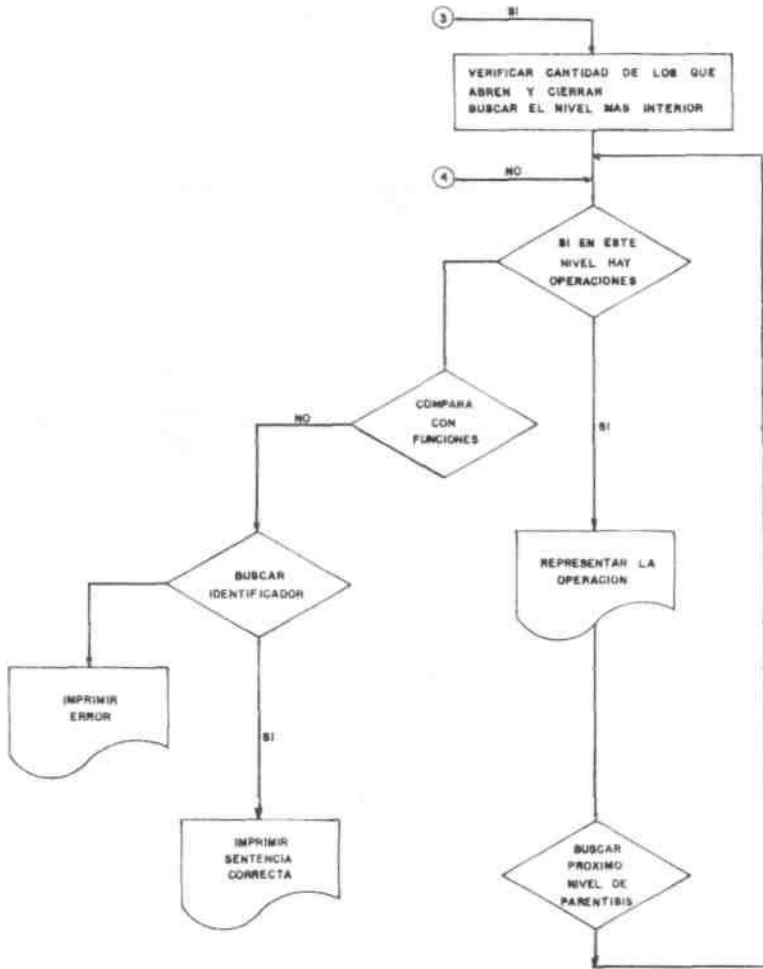 SI
3
VERIFICAR CANTIDAD DE LOS QUE
ABREN Y CIERRAN
BUSCAR EL NIVEL MAS INTERIOR
4
NO
SI EN ESTE
NIVEL HAY
OPERACIONES
COMPARA
CON
FUNCIONES
NO
SI
BUSCAR
IDENTIFICADOR
REPRESENTAR LA
OPERACION
IMPRIMIR
ERROR
SI
IMPRIMIR
SENTENCIA
CORRECTA
BUSCAR
PROXIMO
NIVEL DE
PARENTISIS